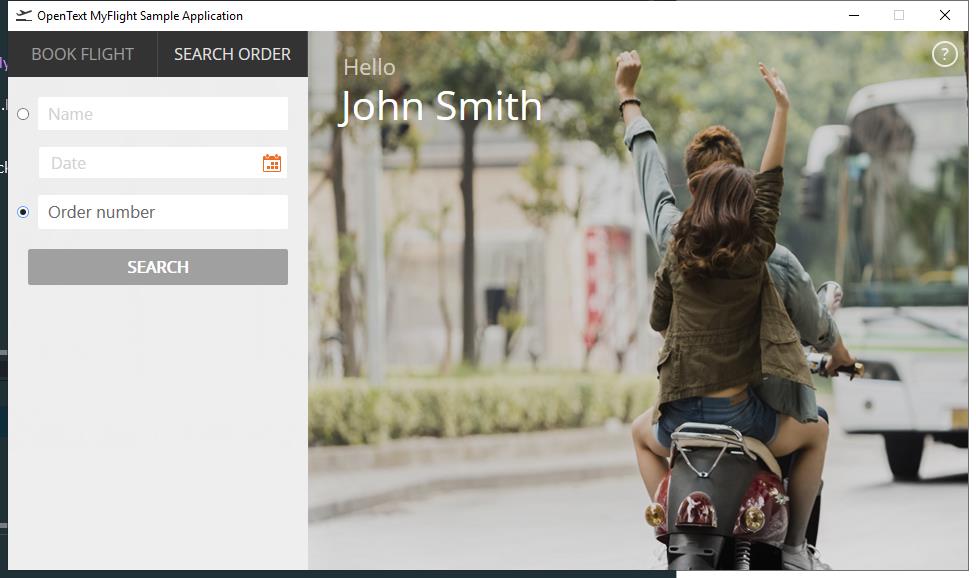 OpenText MyFlight Sample Application
BOOK FLIGHT
SEARCH ORDER
Name
Date
Order number
SEARCH
Hello
John Smith
?